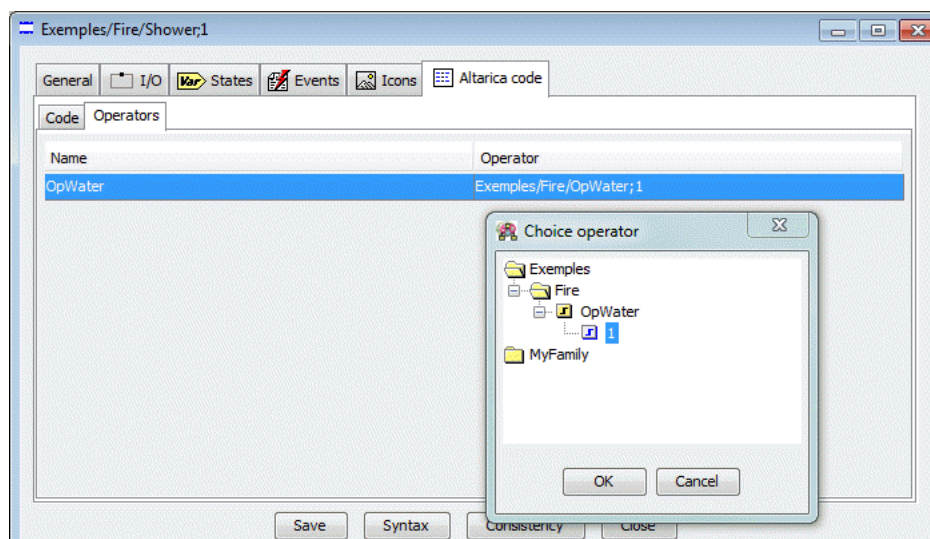 Exemples/Fire/Shower;1
General I/O Var States Events Icons Altarica code
Code Operators
Name Operator
OpWater Exemples/Fire/OpWater;1
Choice operator
Exemples
Fire
OpWater
1
MyFamily
OK Cancel
Save Syntax Consistency Close